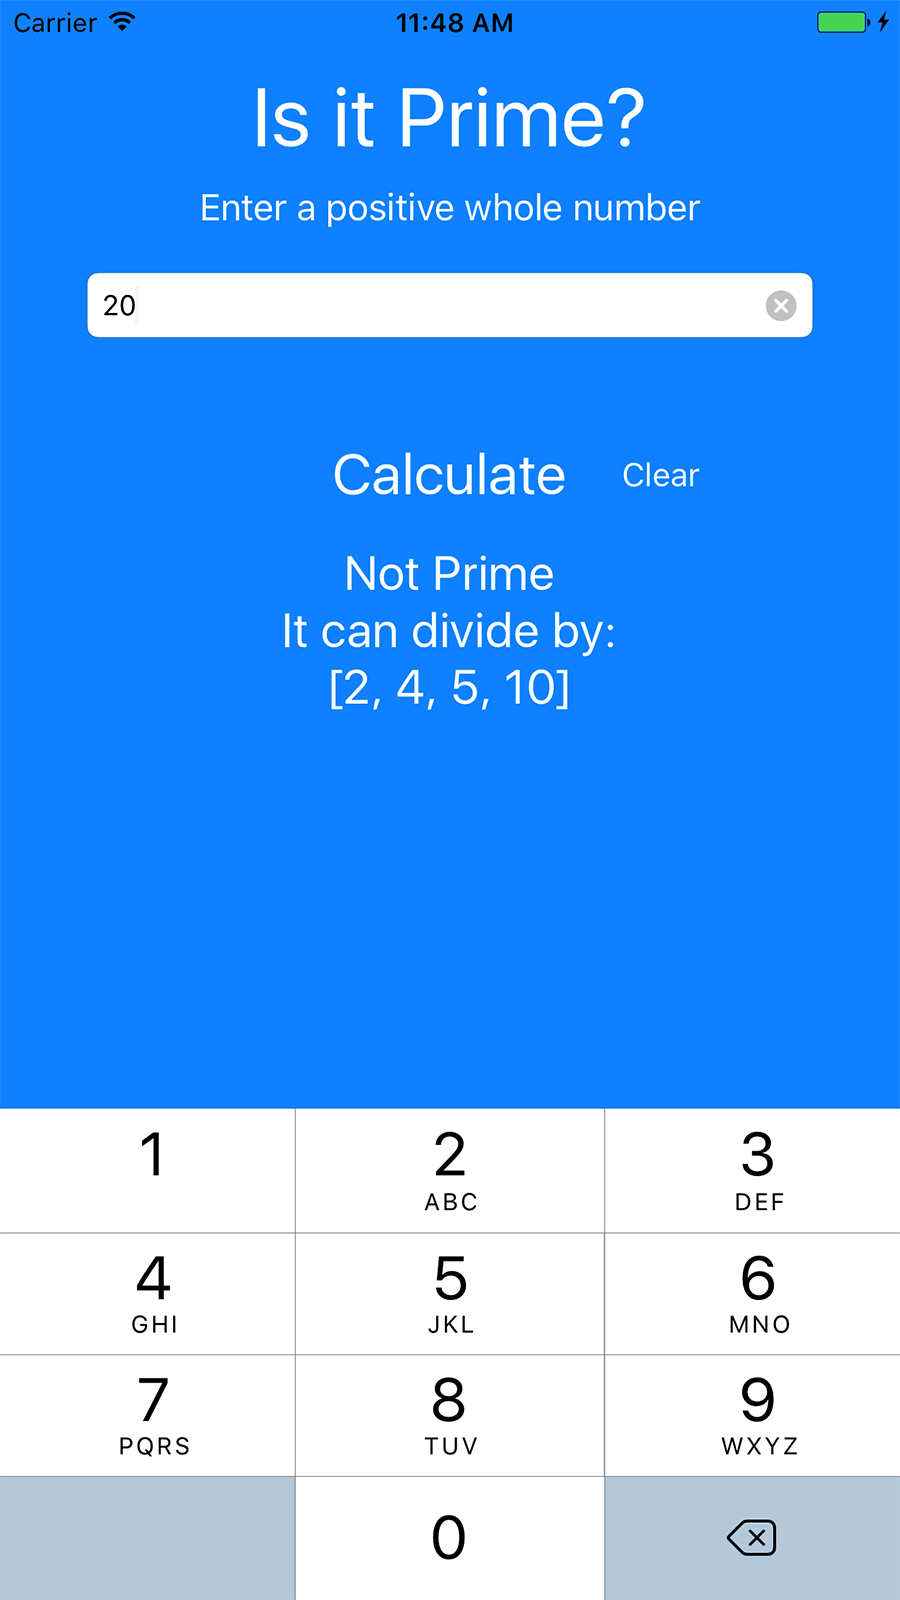 Carrier 11:48 AM
Is it Prime?
Enter a positive whole number
20
Calculate Clear
Not Prime
It can divide by:
[2, 4, 5, 10]
1 2 3
ABC DEF
4 5 6
GHI JKL MNO
7 8 9
PQRS TUV WXYZ
0